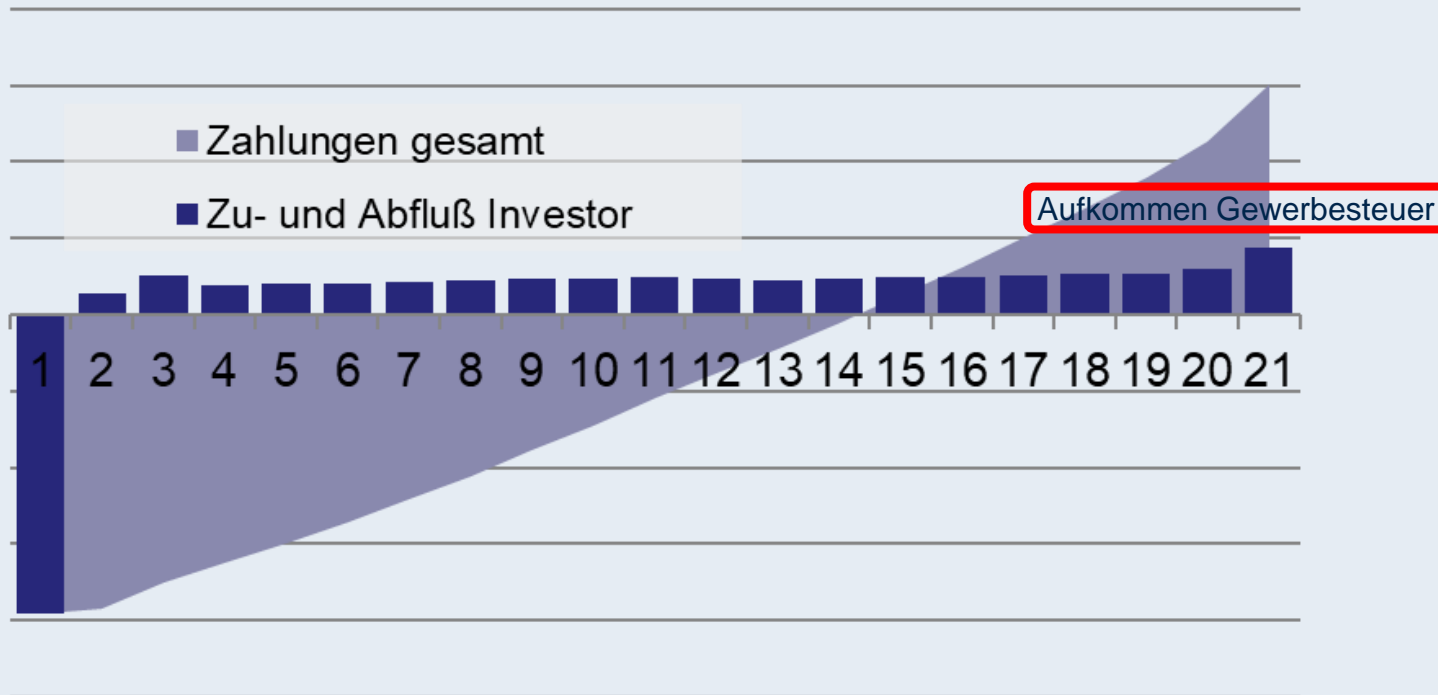 Zahlungen gesamt
Zu- und Abfluß Investor
Aufkommen Gewerbesteuer
1 2 3 4 5 6 7 8 9 10 11 12 13 14 15 16 17 18 19 20 21